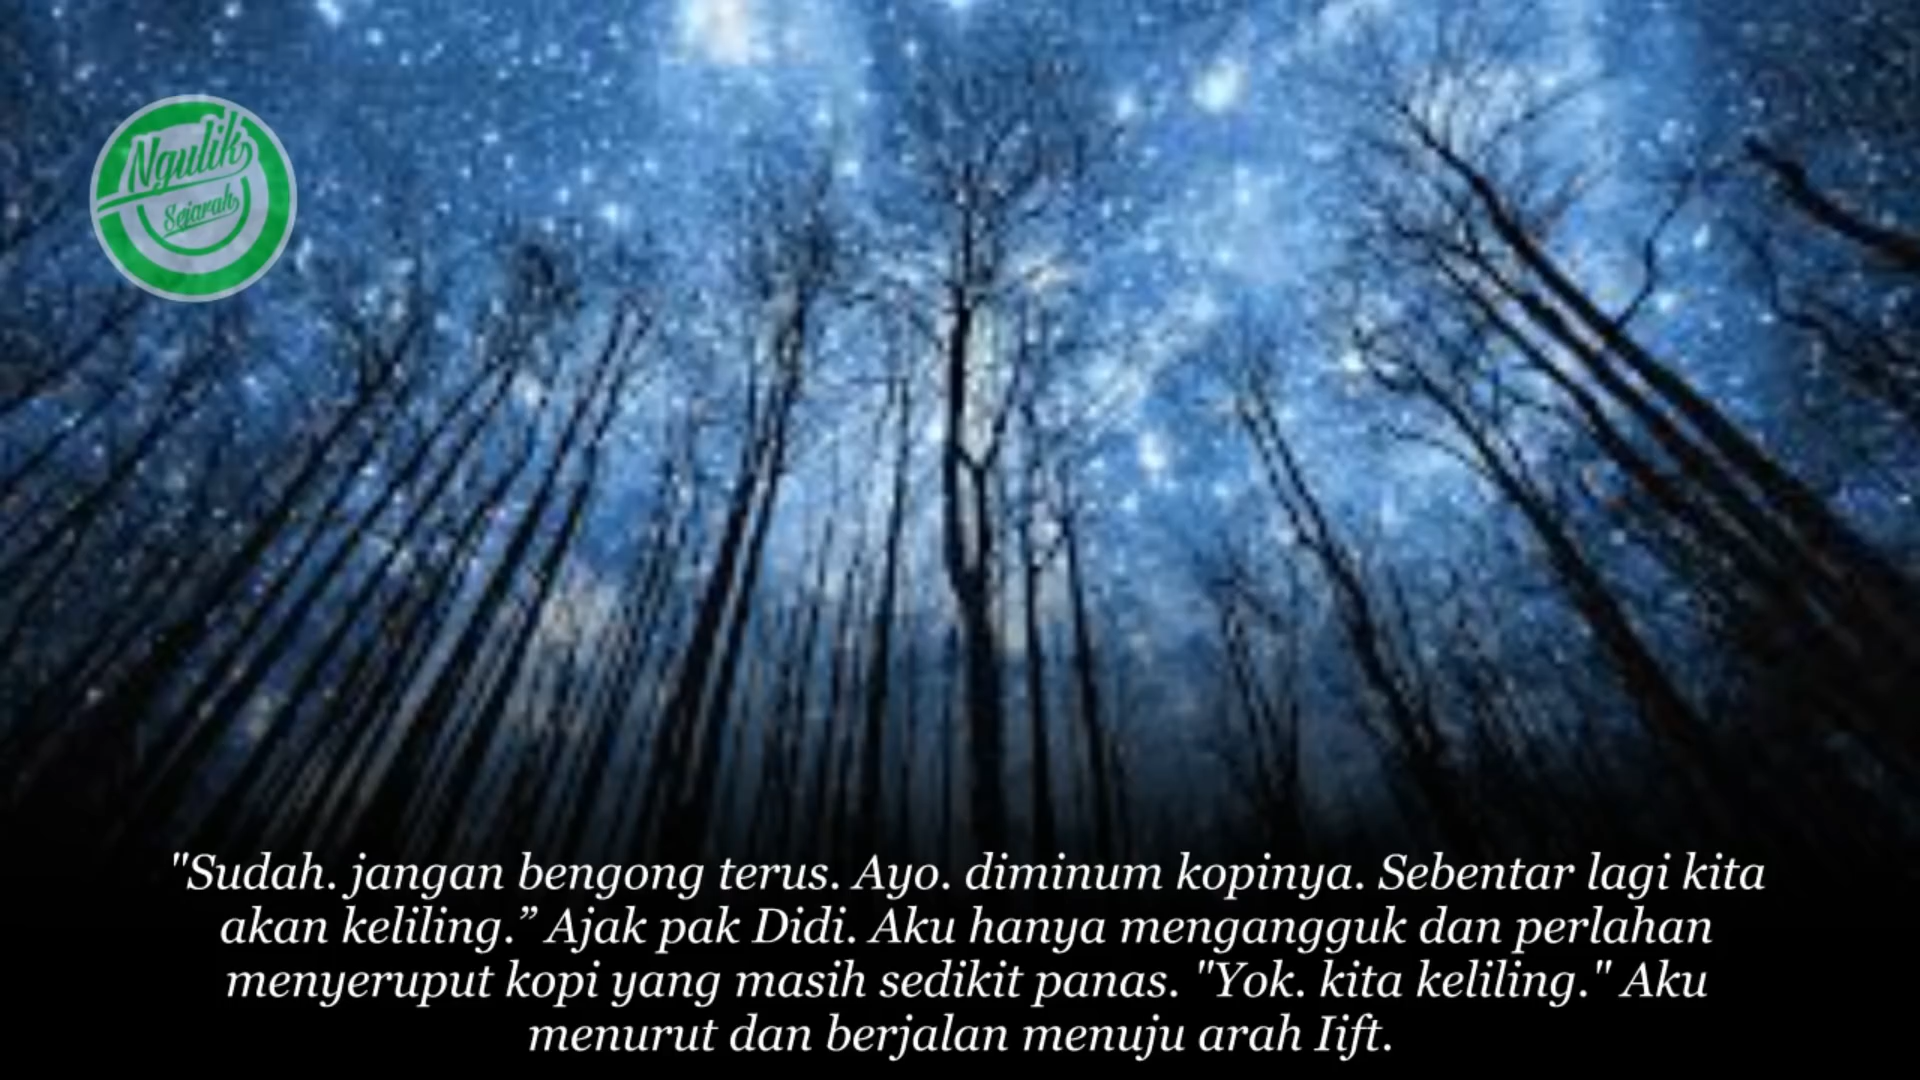 Ngulik
Sejarah
"Sudah. jangan bengong terus. Ayo. diminum kopinya. Sebentar lagi kita
akan keliling.” Ajak pak Didi. Aku hanya mengangguk dan perlahan
menyeruput kopi yang masih sedikit panas. "Yok. kita keliling." Aku
menurut dan berjalan menuju arah Iift.